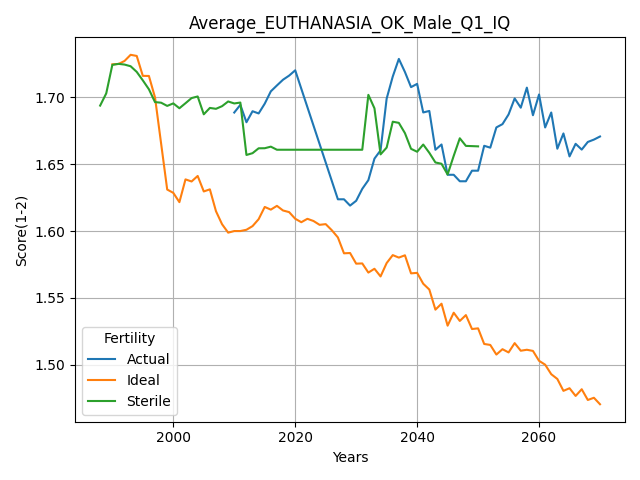 Average_EUTHANASIA_OK_Male_Q1_IQ
Score(1-2)
1.70
1.65
1.60
1.55
1.50
Fertility
Actual
Ideal
Sterile
2000
2020
2040
2060
Years